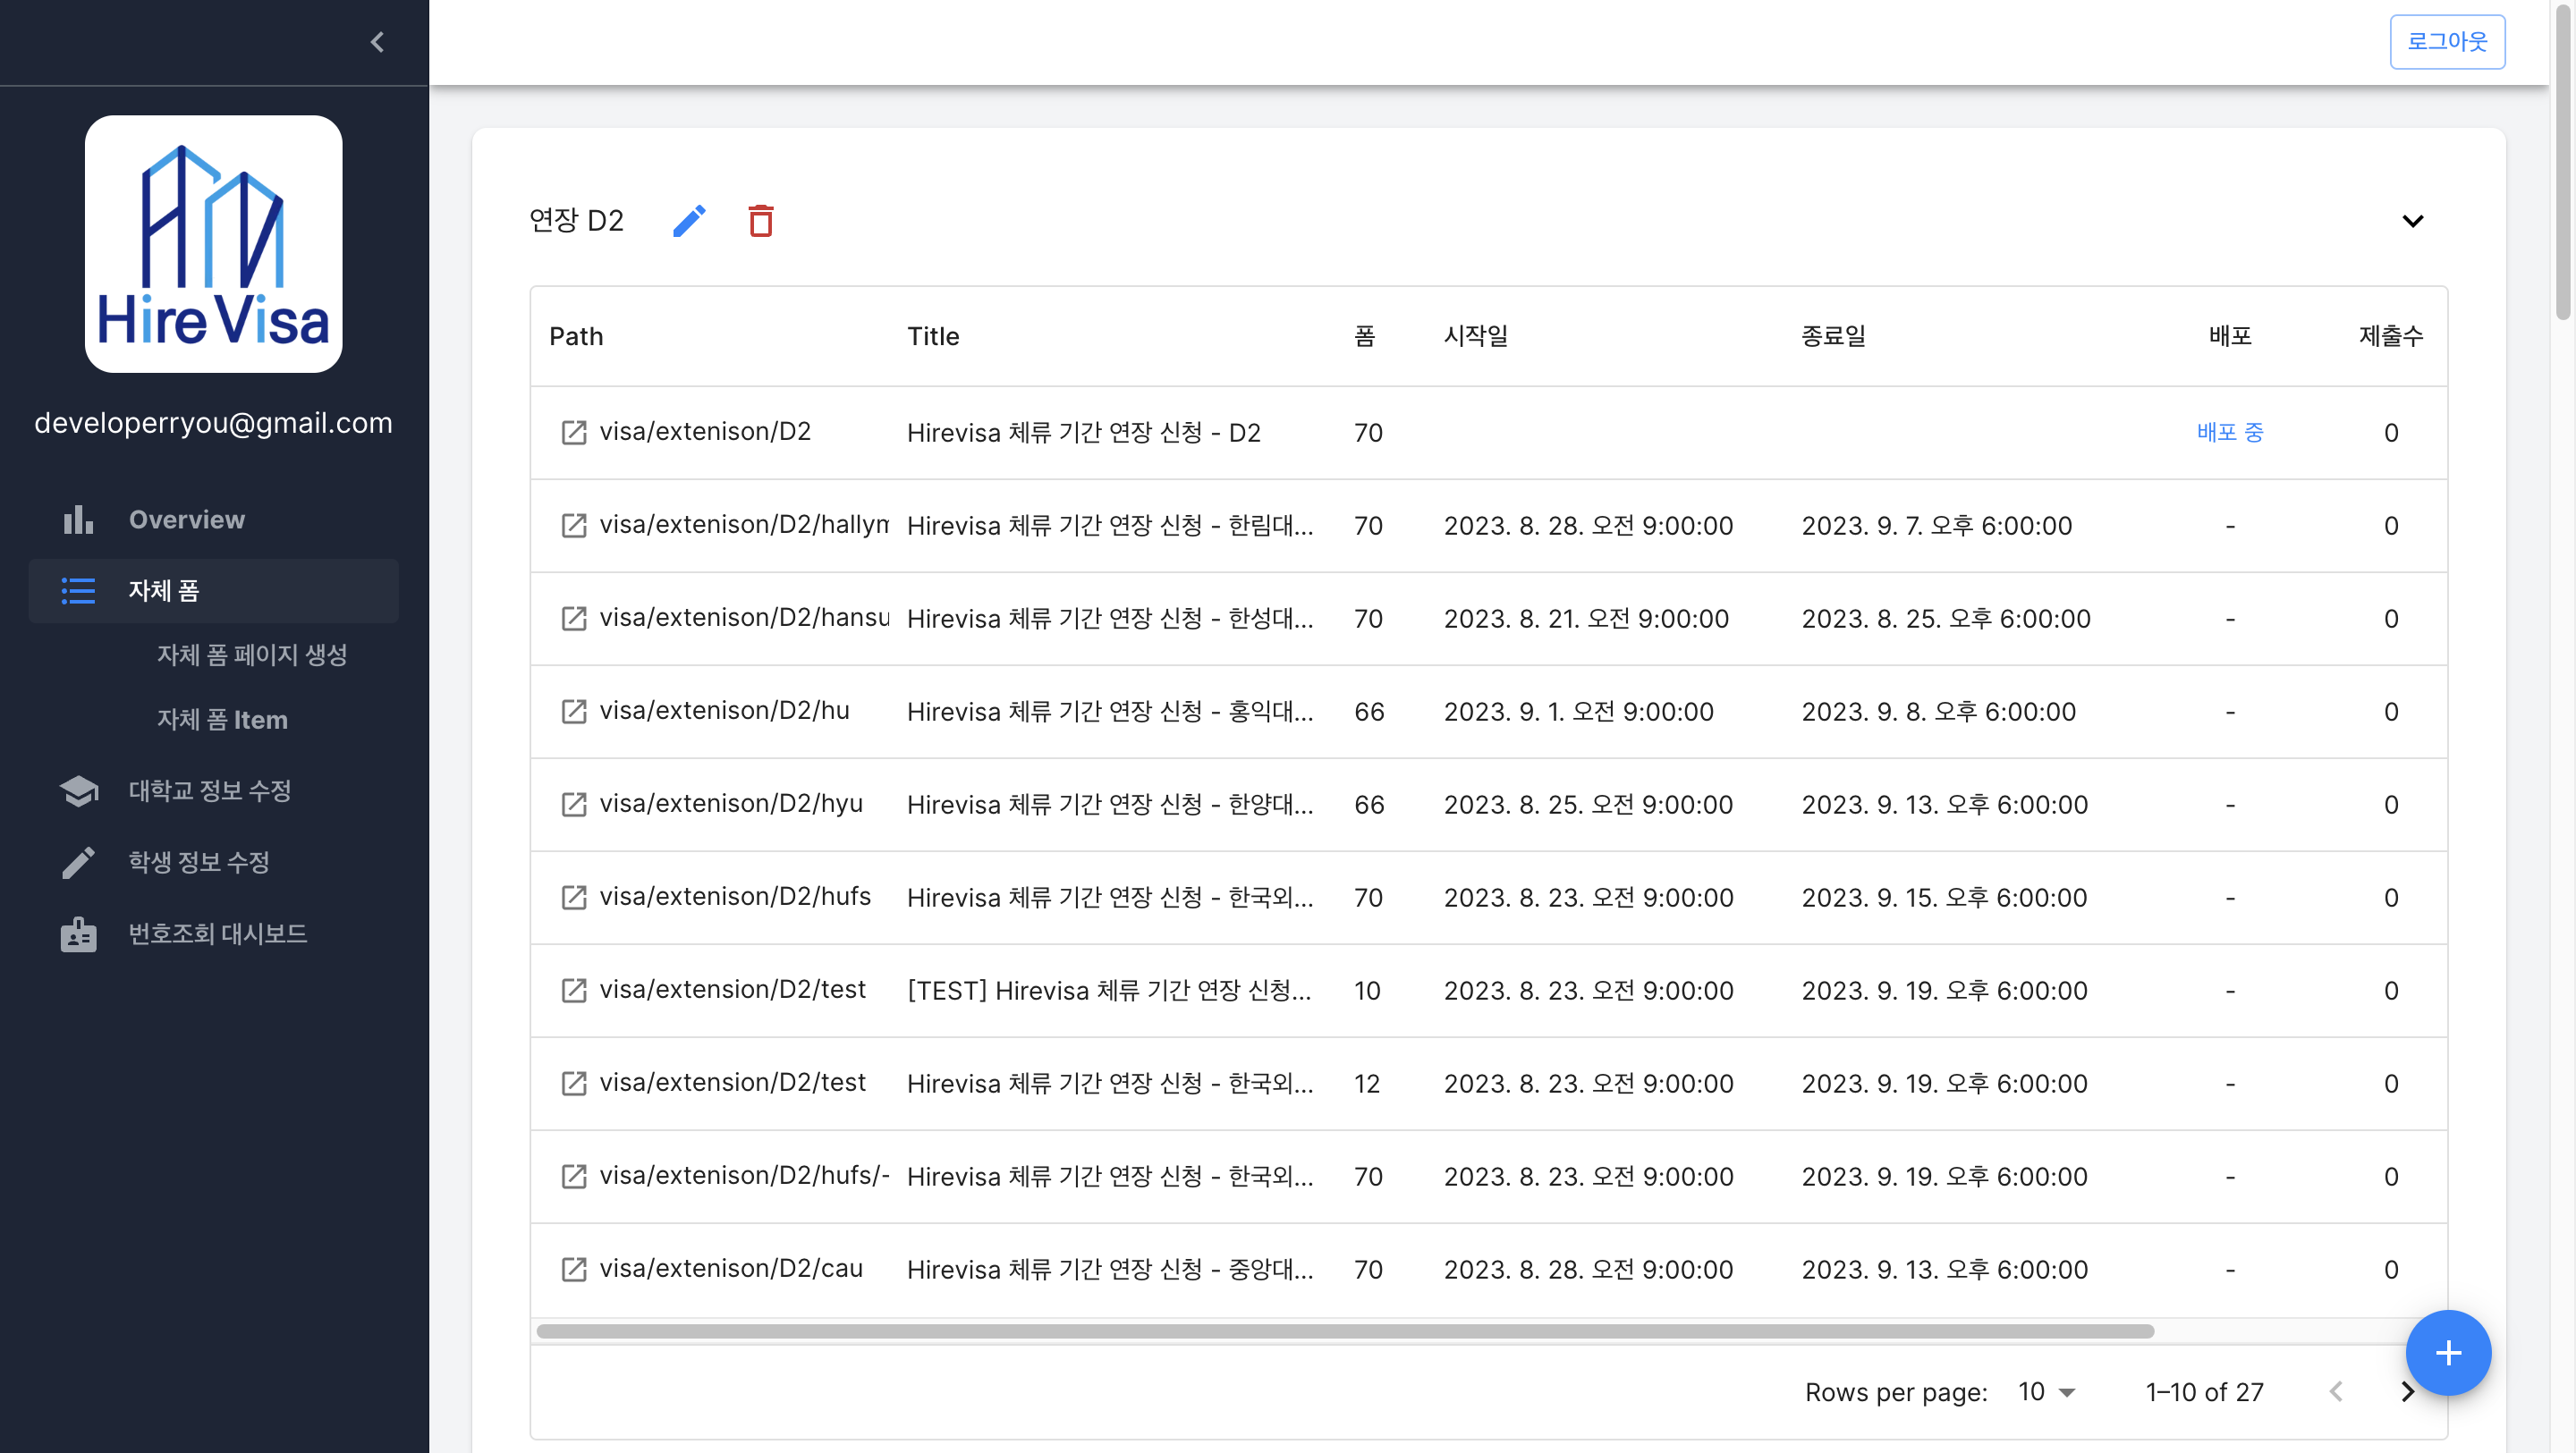 로그아웃
Hire Visa
developerryou@gmail.com
Overview
자체 폼
자체 폼 페이지 생성
자체 폼 Item
대학교 정보 수정
학생 정보 수정
번호조회 대시보드
연장 D2
Path Title 폼 시작일 종료일 배포 제출수
visa/extenison/D2 Hirevisa 체류 기간 연장 신청 - D2 70 배포 중 0
visa/extenison/D2/hallym Hirevisa 체류 기간 연장 신청 - 한림대... 70 2023. 8. 28. 오전 9:00:00 2023. 9. 7. 오후 6:00:00 - 0
visa/extenison/D2/hansu Hirevisa 체류 기간 연장 신청 - 한성대... 70 2023. 8. 21. 오전 9:00:00 2023. 8. 25. 오후 6:00:00 - 0
visa/extenison/D2/hu Hirevisa 체류 기간 연장 신청 - 홍익대... 66 2023. 9. 1. 오전 9:00:00 2023. 9. 8. 오후 6:00:00 - 0
visa/extenison/D2/hyu Hirevisa 체류 기간 연장 신청 - 한양대... 66 2023. 8. 25. 오전 9:00:00 2023. 9. 13. 오후 6:00:00 - 0
visa/extenison/D2/hufs Hirevisa 체류 기간 연장 신청 - 한국외... 70 2023. 8. 23. 오전 9:00:00 2023. 9. 15. 오후 6:00:00 - 0
visa/extension/D2/test [TEST] Hirevisa 체류 기간 연장 신청... 10 2023. 8. 23. 오전 9:00:00 2023. 9. 19. 오후 6:00:00 - 0
visa/extension/D2/test Hirevisa 체류 기간 연장 신청 - 한국외... 12 2023. 8. 23. 오전 9:00:00 2023. 9. 19. 오후 6:00:00 - 0
visa/extenison/D2/hufs/- Hirevisa 체류 기간 연장 신청 - 한국외... 70 2023. 8. 23. 오전 9:00:00 2023. 9. 19. 오후 6:00:00 - 0
visa/extenison/D2/cau Hirevisa 체류 기간 연장 신청 - 중앙대... 70 2023. 8. 28. 오전 9:00:00 2023. 9. 13. 오후 6:00:00 - 0
Rows per page: 10 1–10 of 27